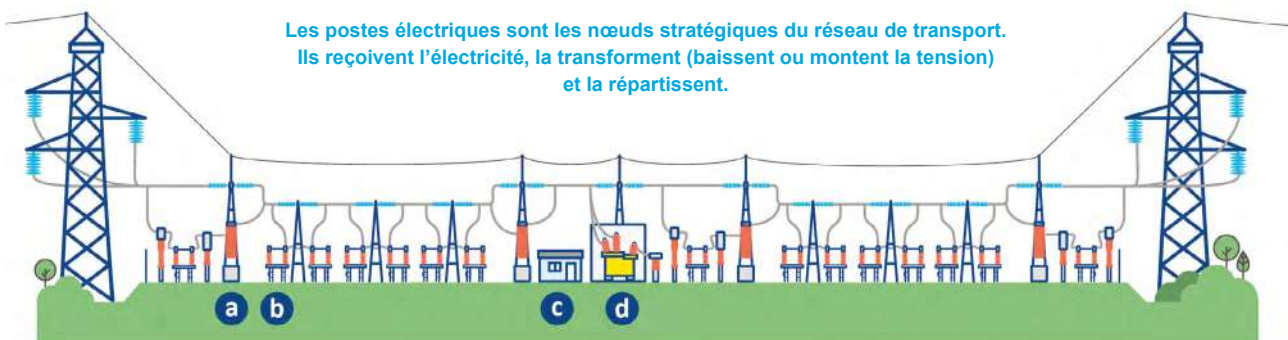 Les postes électriques sont les nœuds stratégiques du réseau de transport.
Ils reçoivent l’électricité, la transforment (baissent ou montent la tension)
et la répartissent.
a b c d